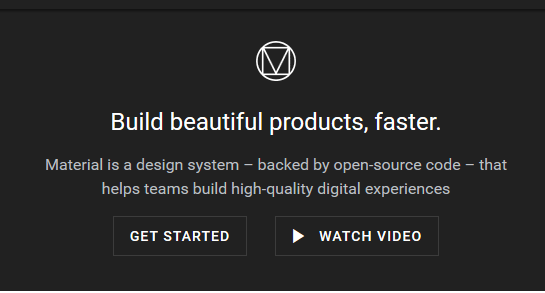 Build beautiful products, faster.
Material is a design system – backed by open-source code – that
helps teams build high-quality digital experiences
GET STARTED
WATCH VIDEO